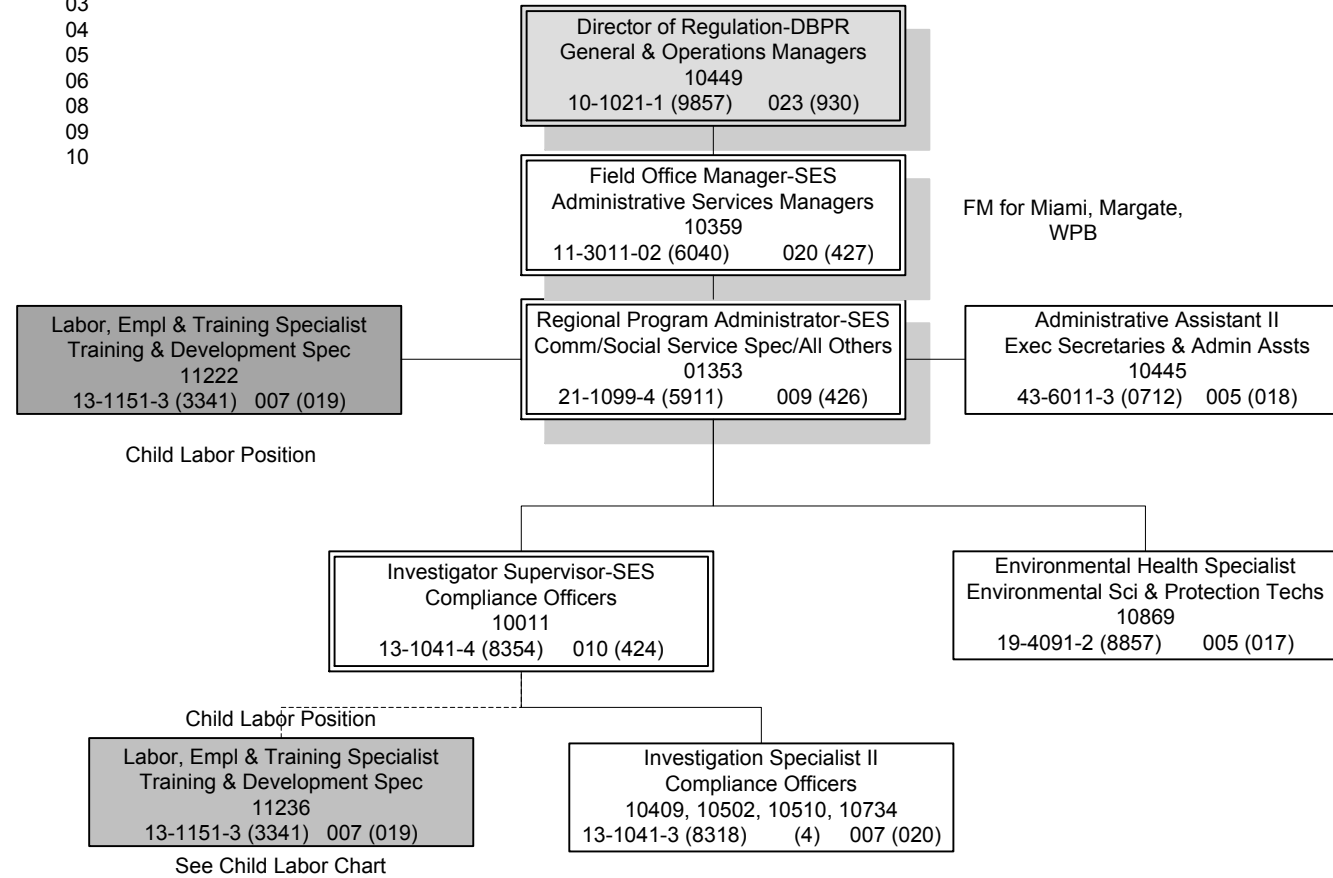 03
04
05
06
08
09
10
Director of Regulation-DBPR
General & Operations Managers
10449
10-1021-1 (9857) 023 (930)
Field Office Manager-SES
Administrative Services Managers
10359
11-3011-02 (6040) 020 (427)
FM for Miami, Margate,
WPB
Labor, Empl & Training Specialist
Training & Development Spec
11222
13-1151-3 (3341) 007 (019)
Child Labor Position
Regional Program Administrator-SES
Comm/Social Service Spec/All Others
01353
21-1099-4 (5911) 009 (426)
Administrative Assistant II
Exec Secretaries & Admin Assts
10445
43-6011-3 (0712) 005 (018)
Investigator Supervisor-SES
Compliance Officers
10011
13-1041-4 (8354) 010 (424)
Environmental Health Specialist
Environmental Sci & Protection Techs
10869
19-4091-2 (8857) 005 (017)
Child Labor Position
Labor, Empl & Training Specialist
Training & Development Spec
11236
13-1151-3 (3341) 007 (019)
See Child Labor Chart
Investigation Specialist II
Compliance Officers
10409, 10502, 10510, 10734
13-1041-3 (8318) (4) 007 (020)